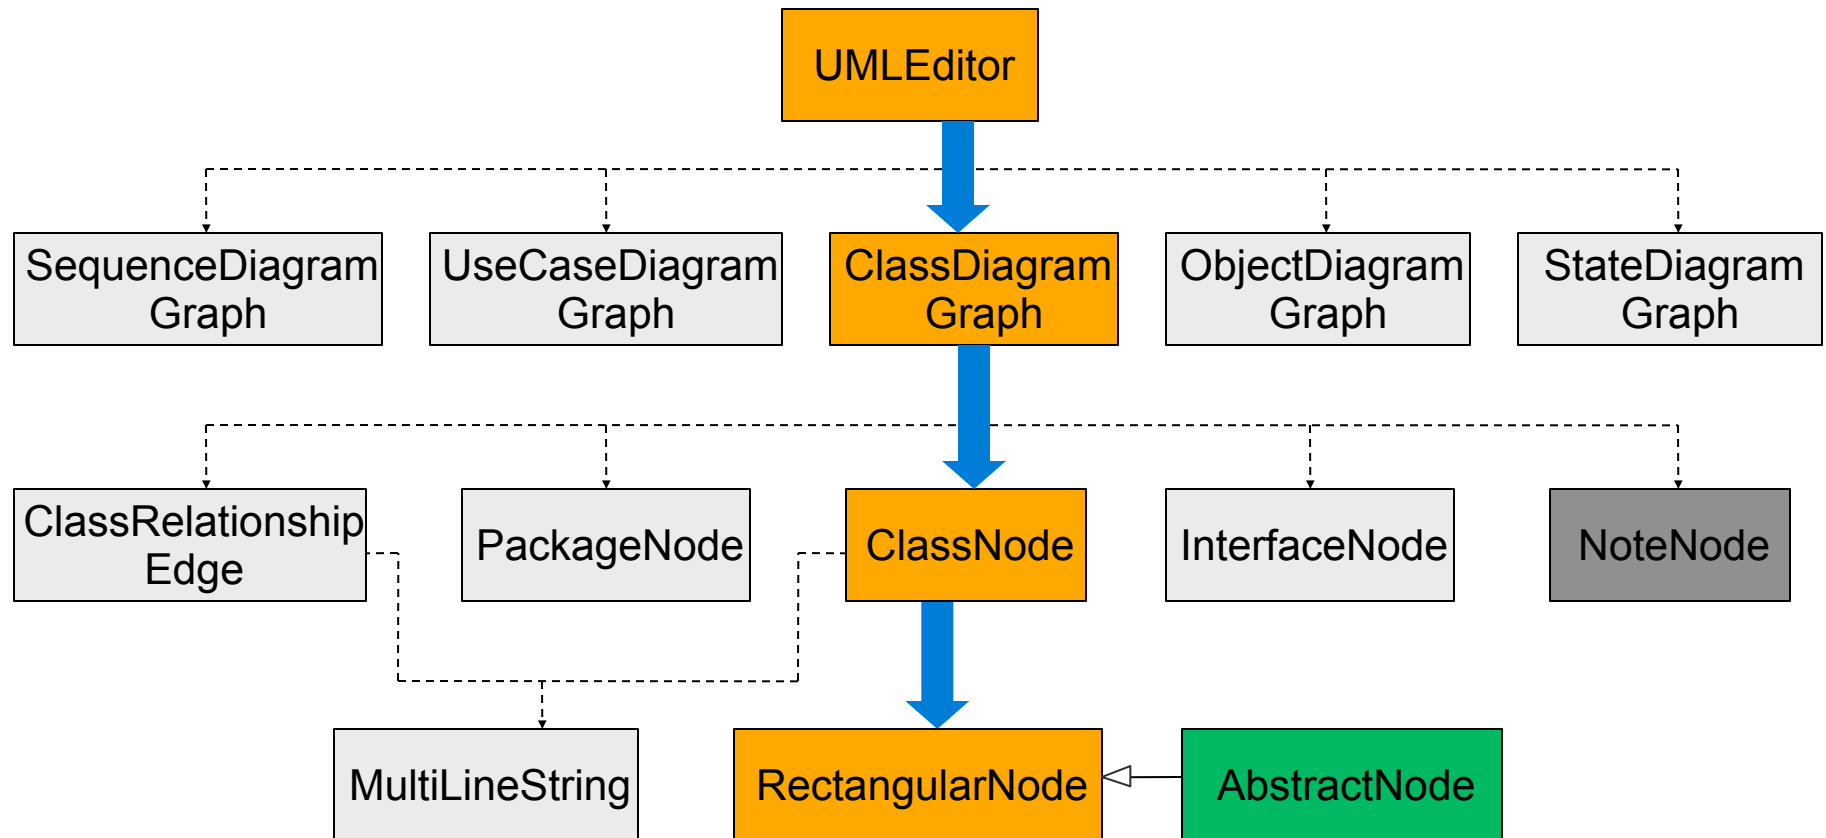 UMLEditor
SequenceDiagram
Graph
UseCaseDiagram
Graph
ClassDiagram
Graph
ObjectDiagram
Graph
StateDiagram
Graph
ClassRelationship
Edge
PackageNode
ClassNode
InterfaceNode
NoteNode
MultiLineString
RectangularNode
AbstractNode